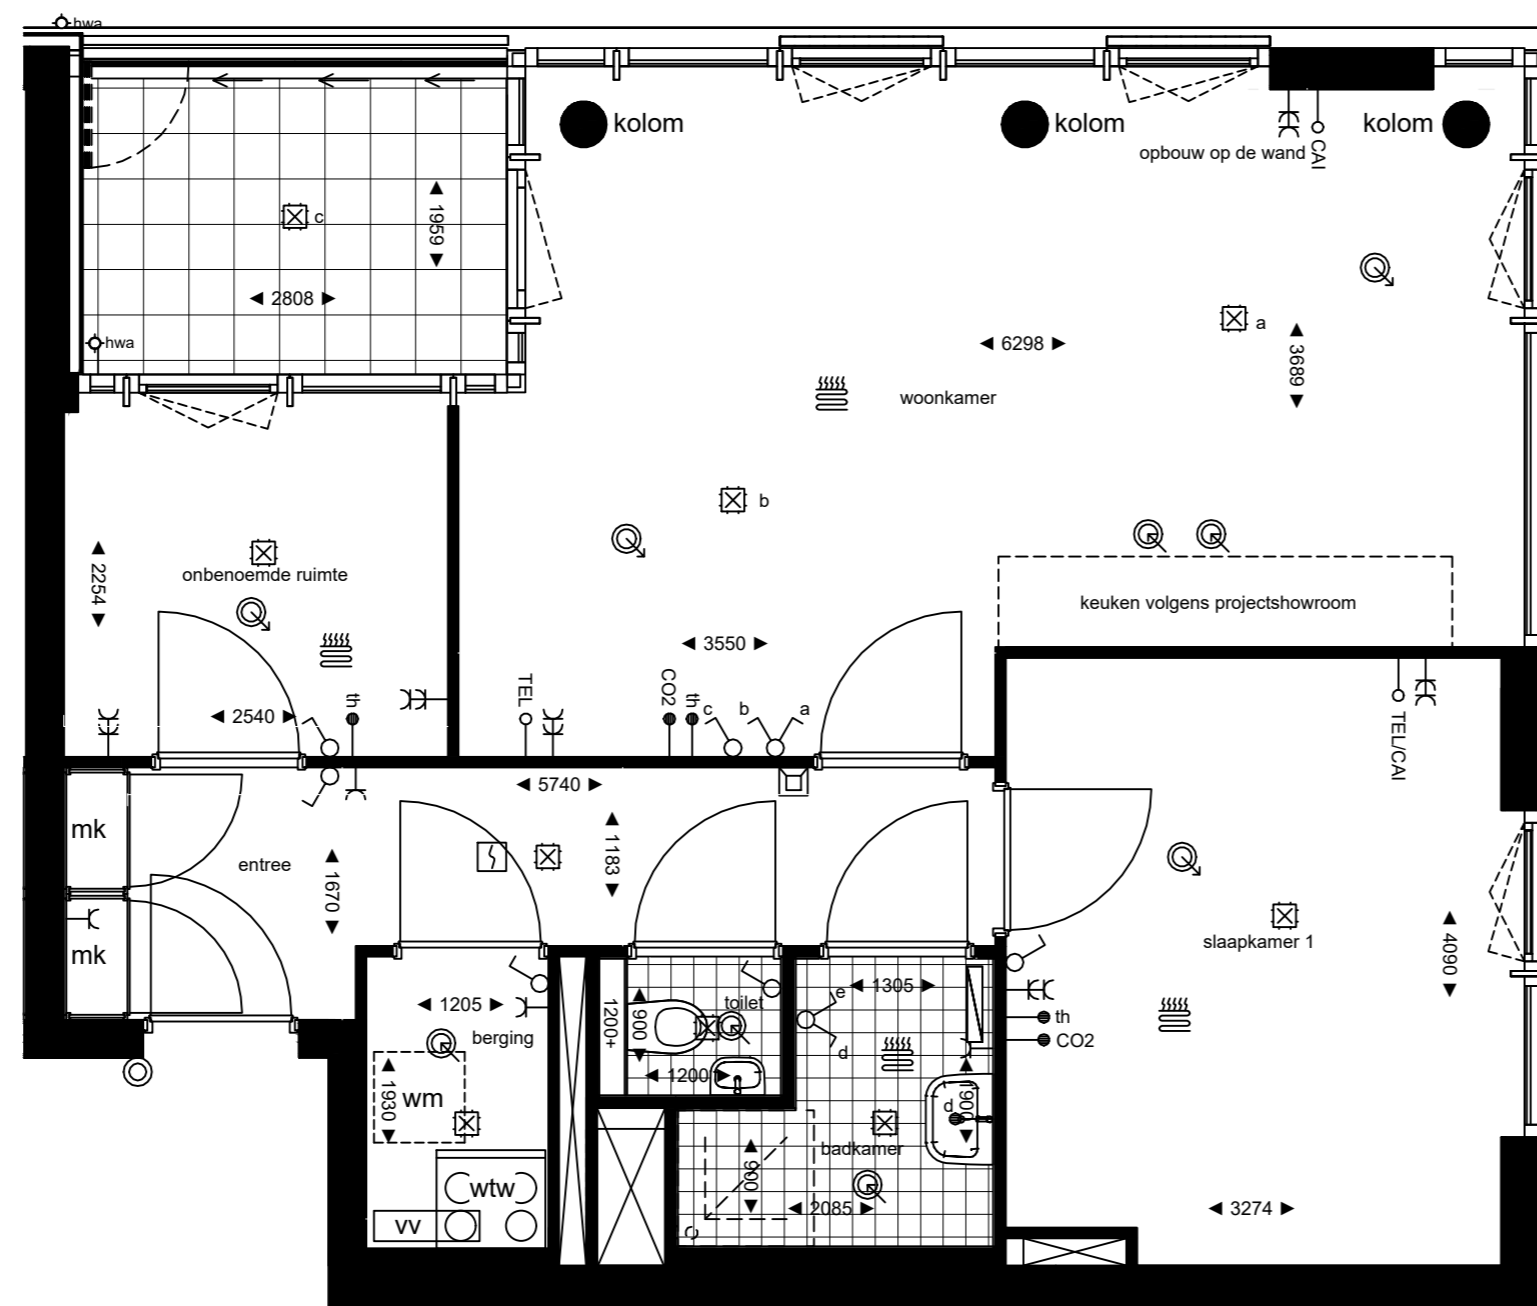 hwa
kolom
kolom
kolom
opbouw op de wand
CAI
c
1959
2808
hwa
a
6298
3689
woonkamer
b
onbenoemde ruimte
2254
keuken volgens projectshowroom
3550
TEL
CO2
th
c
b
a
2540
th
TEL/CAI
5740
mk
entree
1183
1670
mk
slaapkamer 1
4090
1205
berging
1200+
900
toilet
1200
e
1305
d
th
CO2
1930
wm
d
1900
badkamer
900
2085
wtw
vv
3274